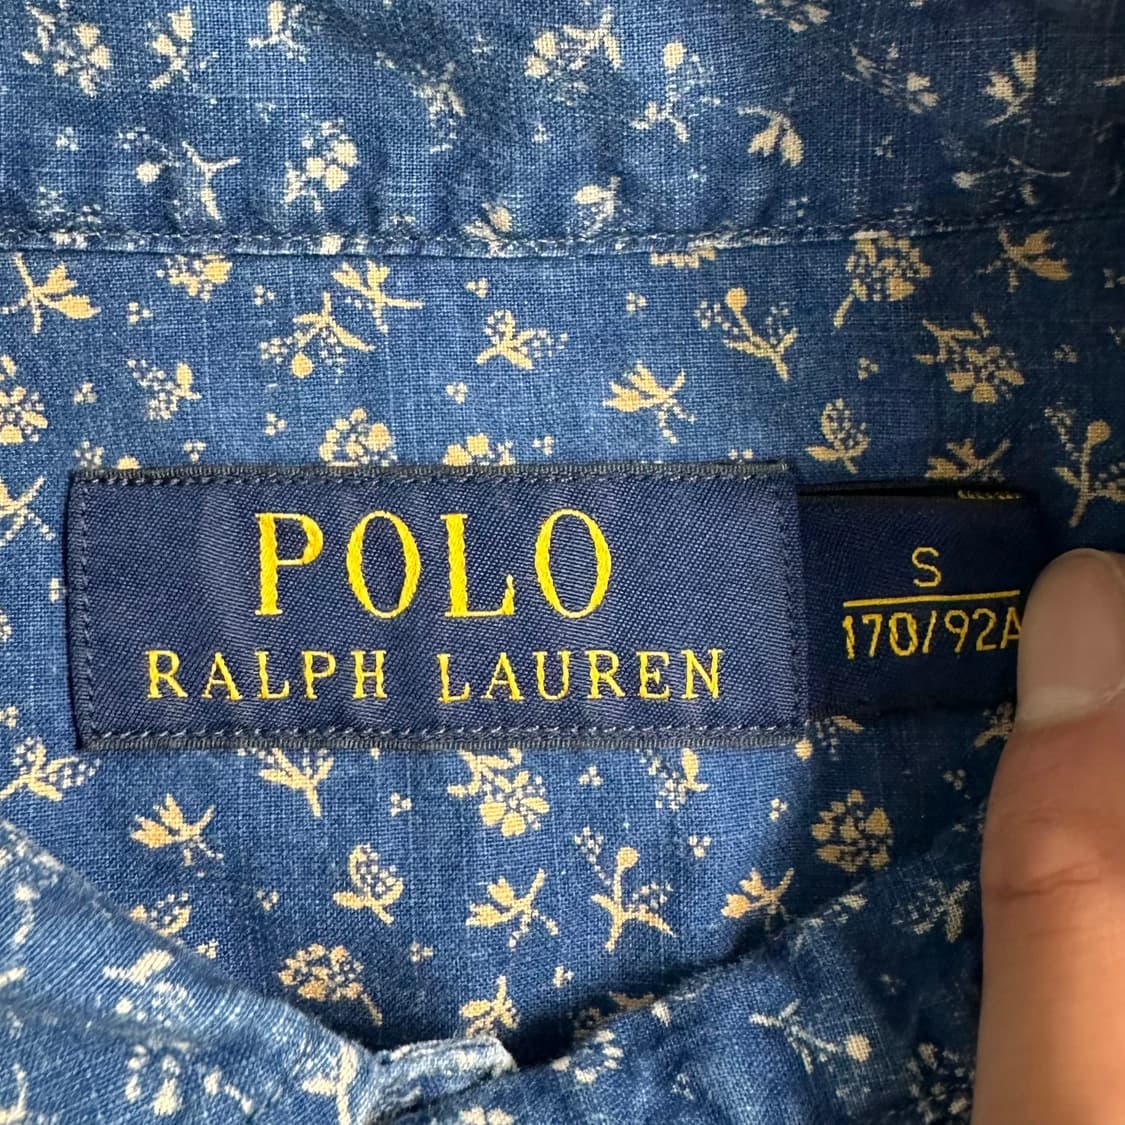 POLO
RALPH LAUREN
S
170/92A